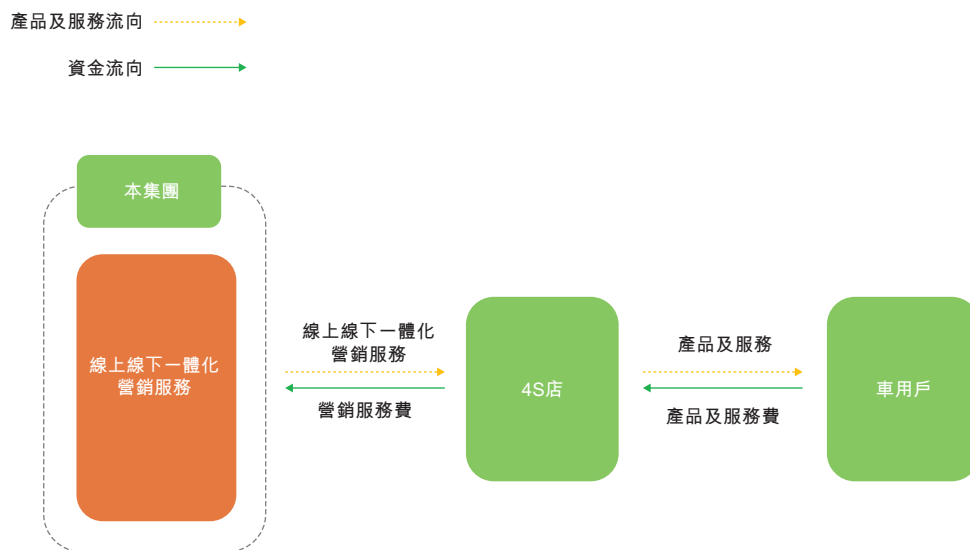 產品及服務流向
資金流向
本集團
線上線下一體化
營銷服務
線上線下一體化
營銷服務
營銷服務費
4S店
產品及服務
產品及服務費
車用戶